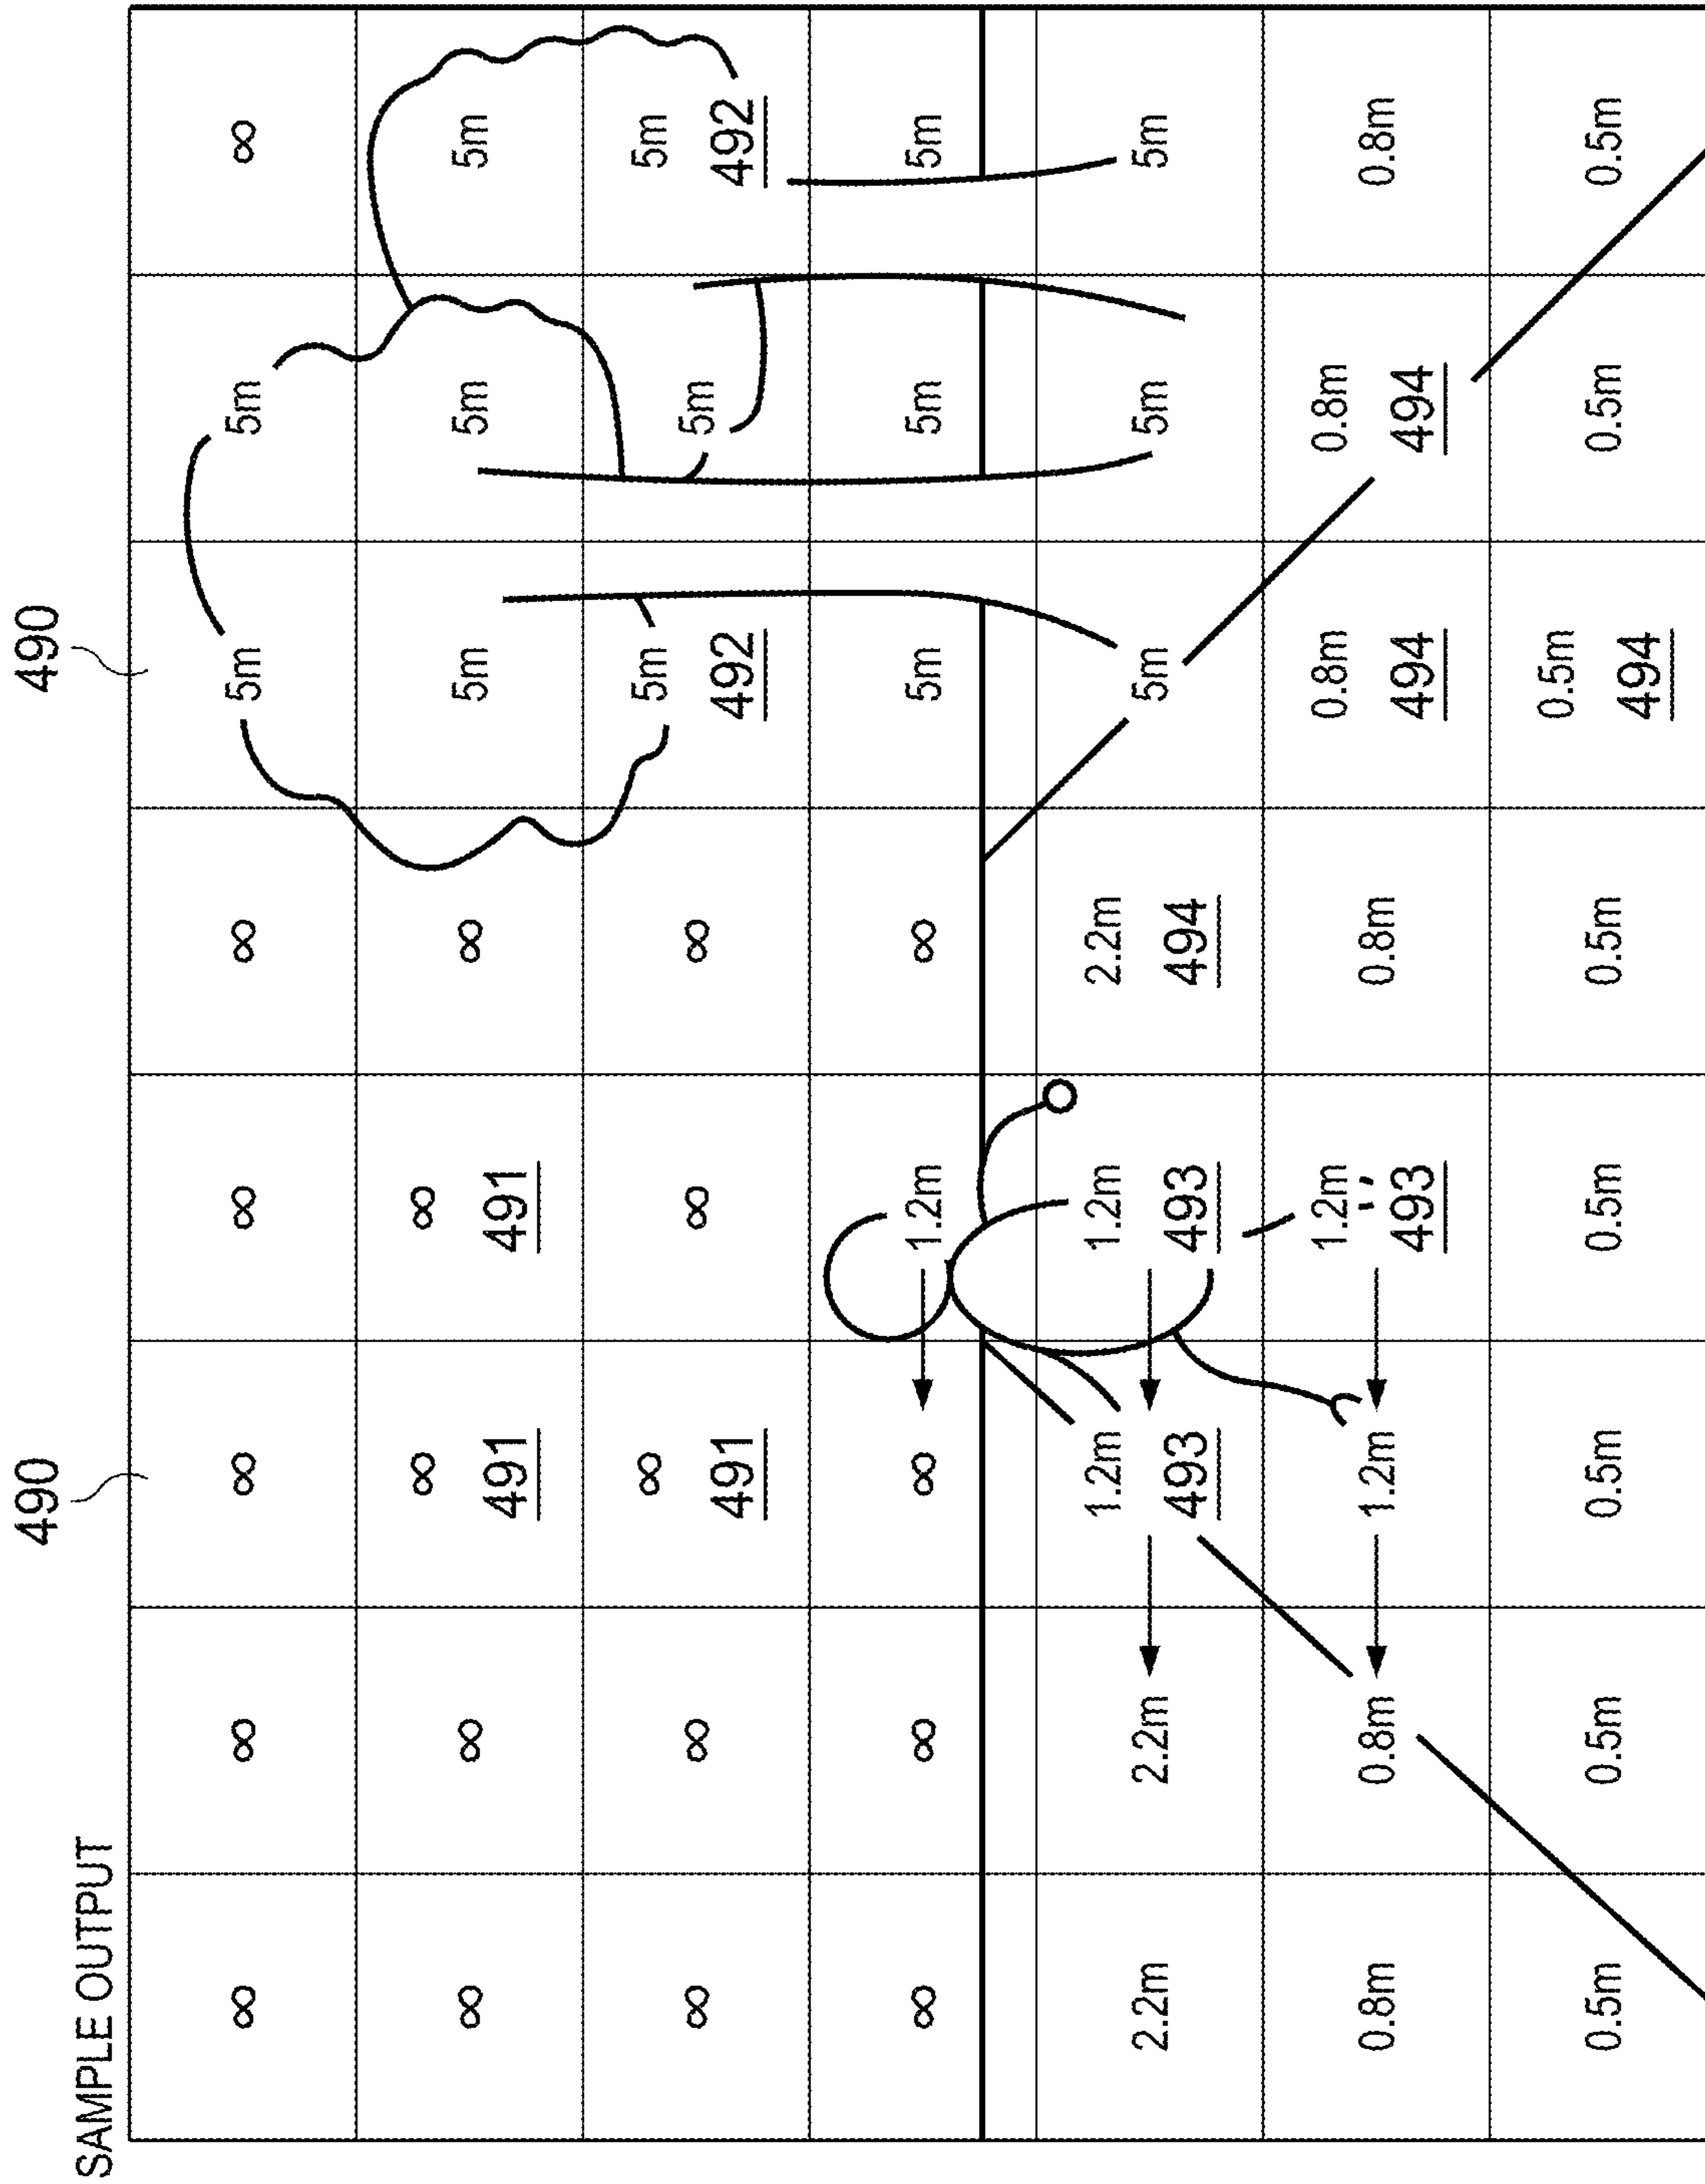 490 490
SAMPLE OUTPUT
∞ ∞ ∞ ∞ ∞ 5m 5m ∞
∞ ∞ ∞ ∞ ∞ 5m 5m 5m
491 491
∞ ∞ ∞ ∞ ∞ 5m 5m 5m
491 492 492
∞ ∞ ∞ 1.2m ∞ 5m 5m 5m
2.2m 2.2m 1.2m 1.2m 2.2m 5m 5m 5m
493 493 494
0.8m 0.8m 1.2m 1.2m 0.8m 0.8m 0.8m 0.8m
493 494 494
0.5m 0.5m 0.5m 0.5m 0.5m 0.5m 0.5m 0.5m
494